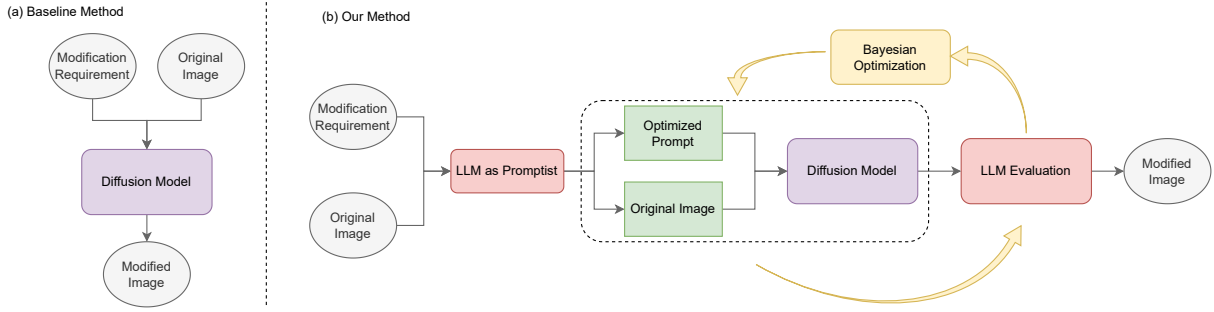 (a) Baseline Method
Modification
Requirement
Original
Image
Diffusion Model
Modified
Image
(b) Our Method
Modification
Requirement
Original
Image
LLM as Promptist
Optimized
Prompt
Original Image
Diffusion Model
Bayesian
Optimization
LLM Evaluation
Modified
Image